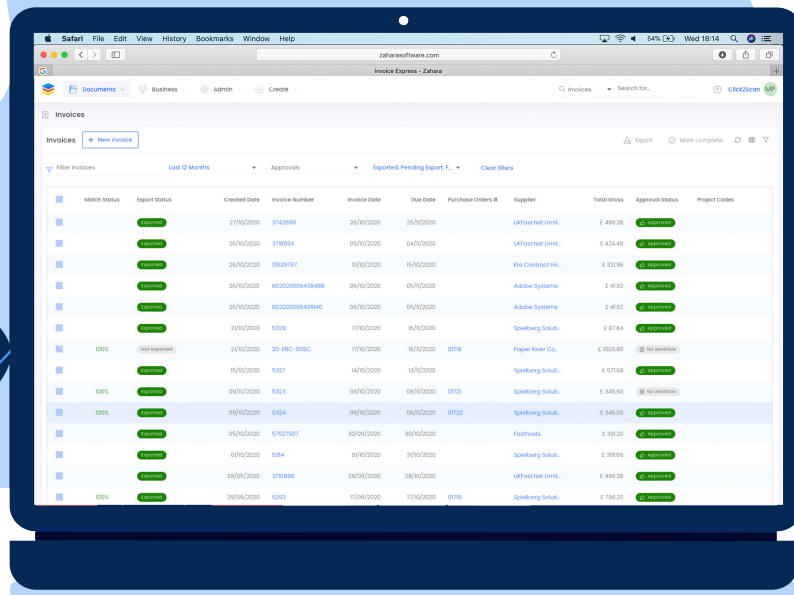 Safari File Edit View History Bookmarks Window Help 54% Wed 18:14
zaharasoftware.com
G Invoice Express - Zahara +
Documents Business Admin Create Invoices Search for.. Click2Scan MP
Invoices
Invoices + New invoice Export Mark complete
Filter invoices Last 12 Months Approvals Exported, Pending Export, F... Clear filters
Match Status Export Status Created Date Invoice Number Invoice Date Due Date Purchase Orders # Supplier Total Gross Approval Status Project Codes
Exported 27/10/2020 3742699 26/10/2020 25/11/2020 UKFast.Net Limit... £ 466.28 Approved
Exported 26/10/2020 3718934 05/10/2020 04/11/2020 UKFast.Net Limit... £ 424.49 Approved
Exported 26/10/2020 13529797 01/10/2020 15/10/2020 Kia Contract Hir... £ 321.95 Approved
Exported 26/10/2020 IEE2020006438488 06/10/2020 05/11/2020 Adobe Systems £ 41.62 Approved
Exported 26/10/2020 IEE2020006439140 06/10/2020 05/11/2020 Adobe Systems £ 41.62 Approved
Exported 21/10/2020 5328 17/10/2020 16/11/2020 Spielberg Soluti... £ 87.84 Approved
100% Not exported 21/10/2020 20-PRC-059C 17/10/2020 16/11/2020 01718 Paper River Co... £ 1009.80 No workflow
Exported 15/10/2020 5327 14/10/2020 13/11/2020 Spielberg Soluti... £ 571.68 Approved
100% Exported 09/10/2020 5323 09/10/2020 08/11/2020 01721 Spielberg Soluti... £ 345.60 No workflow
100% Exported 09/10/2020 5324 09/10/2020 08/11/2020 01722 Spielberg Soluti... £ 345.00 Approved
Exported 05/10/2020 57927507 30/09/2020 30/10/2020 Fasthosts £ 391.20 Approved
Exported 01/10/2020 5314 01/10/2020 31/10/2020 Spielberg Soluti... £ 319.66 Approved
Exported 29/09/2020 3710896 28/09/2020 28/10/2020 UKFast.Net Limit... £ 466.28 Approved
100% Exported 29/09/2020 5293 17/09/2020 17/10/2020 01719 Spielberg Soluti... £ 796.20 Approved